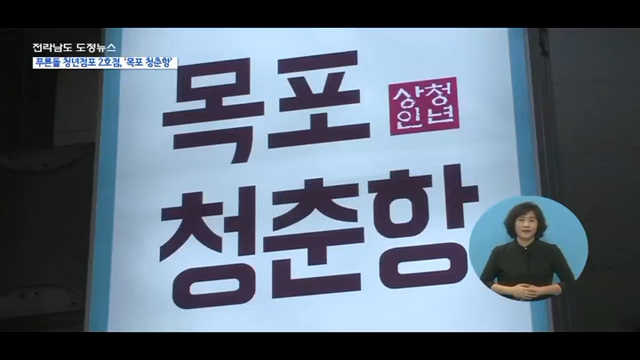 전라남도 도정뉴스
푸른돌 청년점포 2호점, '목포 청춘항'
목포
상청
인년
청춘항